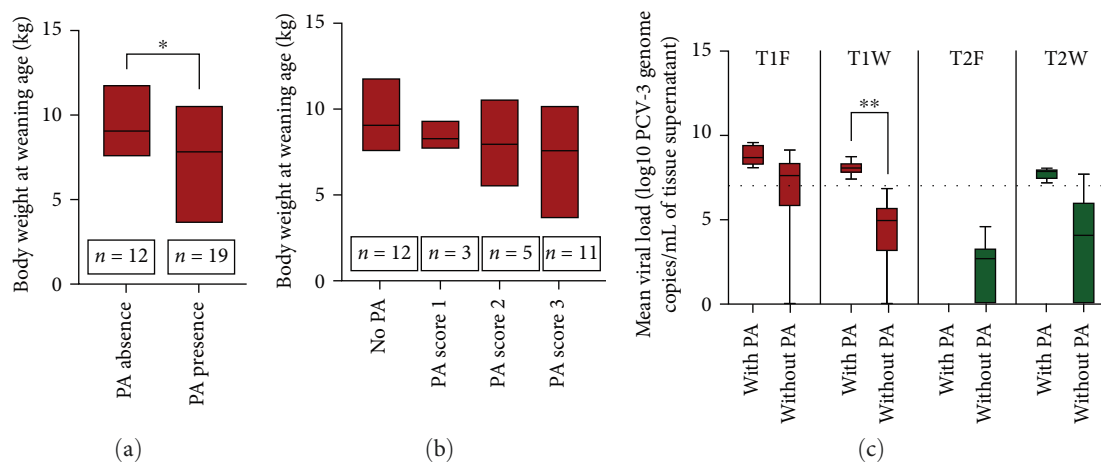 Body weight at weaning age (kg)
15
10
5
0
*
n = 12
n = 19
PA absence
PA presence
(a)
Body weight at weaning age (kg)
15
10
5
0
n = 12
n = 3
n = 5
n = 11
No PA
PA score 1
PA score 2
PA score 3
(b)
Mean viral load (log10 PCV-3 genome
copies/mL of tissue supernatant)
15
10
5
0
T1F
T1W
T2F
T2W
**
With PA
Without PA
With PA
Without PA
With PA
Without PA
With PA
Without PA
(c)